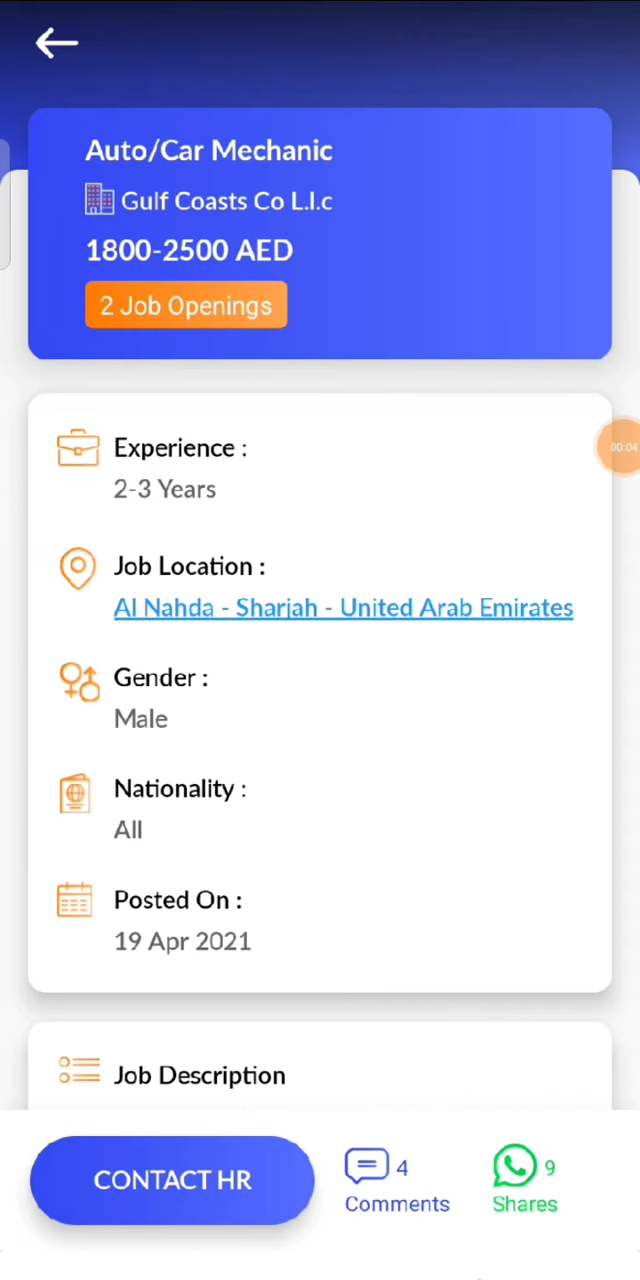 Auto/Car Mechanic
Gulf Coasts Co L.l.c
1800-2500 AED
2 Job Openings
Experience :
00:04
2-3 Years
Job Location :
Al Nahda - Sharjah - United Arab Emirates
Gender :
Male
Nationality :
All
Posted On :
19 Apr 2021
Job Description
CONTACT HR
4
Comments
9
Shares